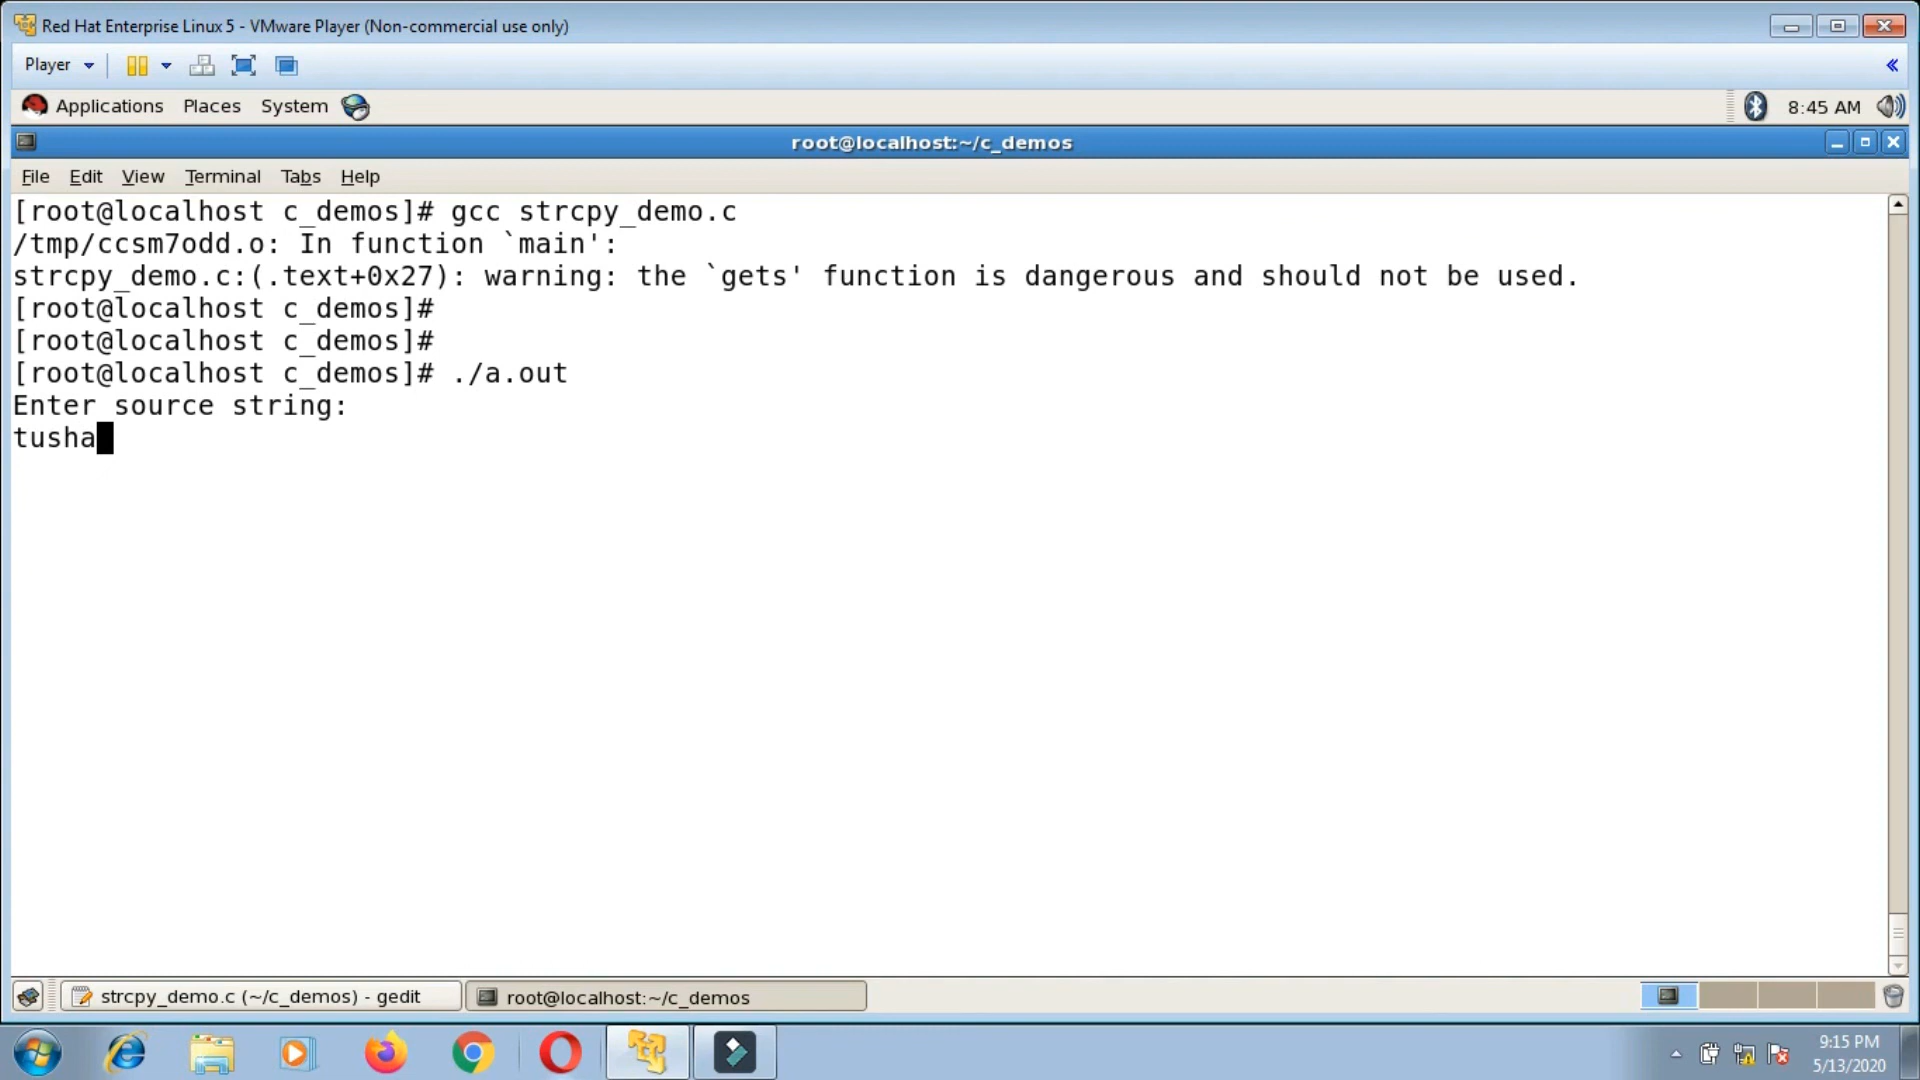 Red Hat Enterprise Linux 5 - VMware Player (Non-commercial use only)
Player
Applications Places System 8:45 AM
root@localhost:~/c_demos
File Edit View Terminal Tabs Help
[root@localhost c_demos]# gcc strcpy_demo.c
/tmp/ccsm7odd.o: In function `main':
strcpy_demo.c:(.text+0x27): warning: the `gets' function is dangerous and should not be used.
[root@localhost c_demos]#
[root@localhost c_demos]#
[root@localhost c_demos]# ./a.out
Enter source string:
tusha
strcpy_demo.c (~/c_demos) - gedit root@localhost:~/c_demos
9:15 PM
5/13/2020